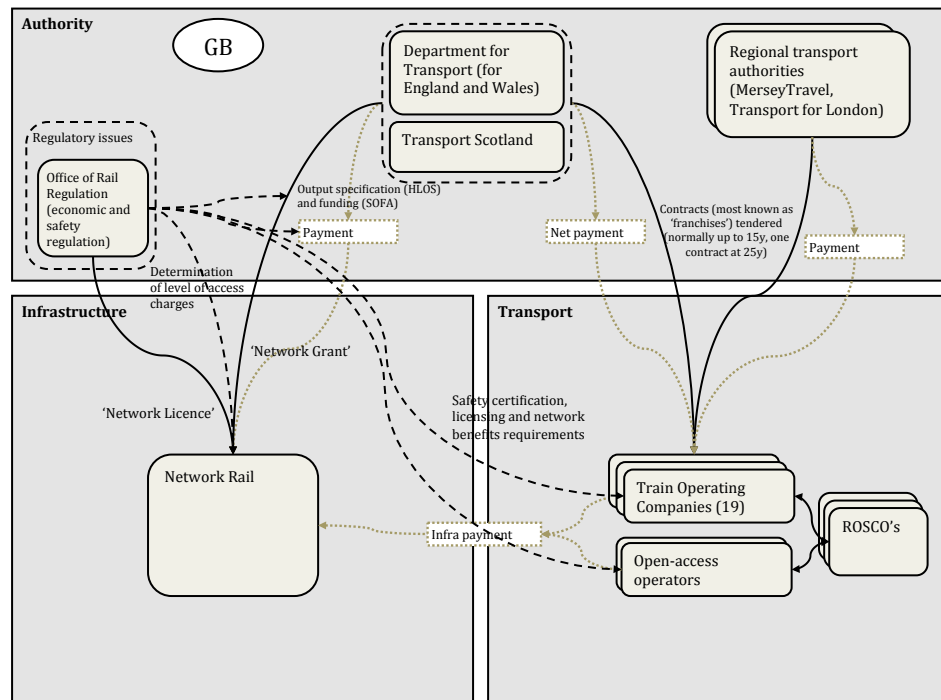 Authority
GB
Department for
Transport (for
England and Wales)
Transport Scotland
Regional transport
authorities
(MerseyTravel,
Transport for London)
Regulatory issues
Office of Rail
Regulation
(economic and
safety
regulation)
Output specification (HLOS)
and funding (SOFA)
Payment
Net payment
Contracts (most known as
‘franchises’) tendered
(normally up to 15y, one
contract at 25y)
Payment
Determination
of level of access
charges
Infrastructure
Transport
‘Network Grant’
‘Network Licence’
Safety certification,
licensing and network
benefits requirements
Network Rail
Train Operating
Companies (19)
ROSCO’s
Infra payment
Open-access
operators